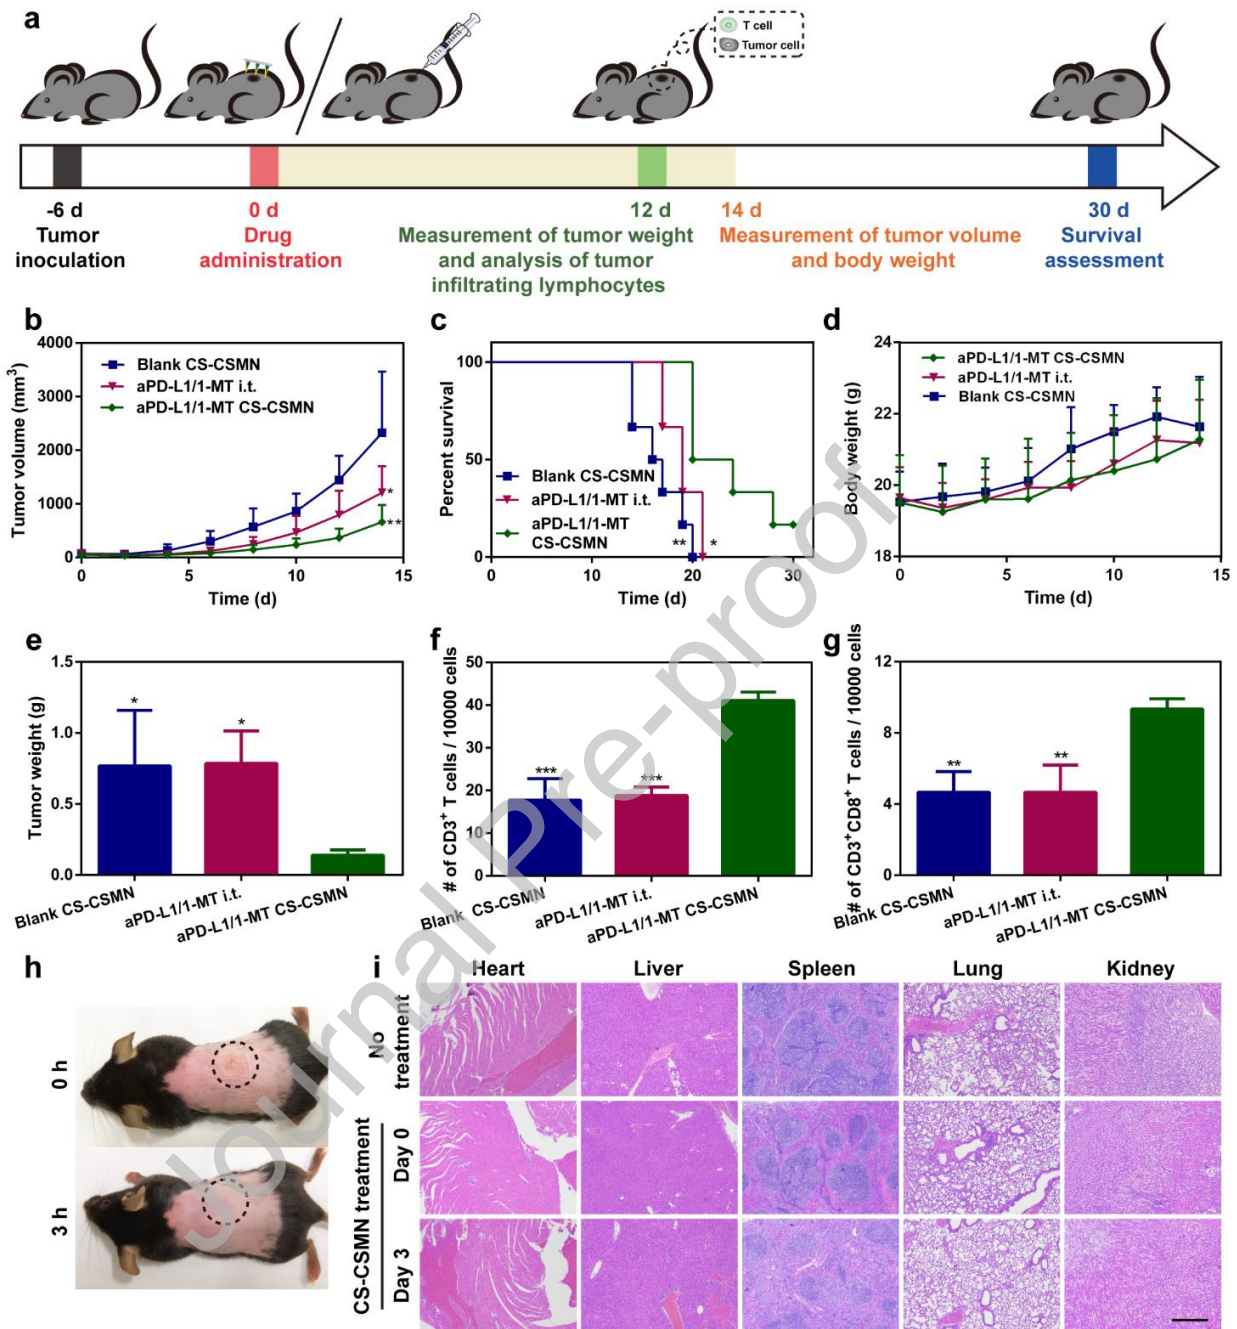 a
T cell
Tumor cell
-6 d
Tumor
inoculation
0 d
Drug
administration
12 d
Measurement of tumor weight
and analysis of tumor
infiltrating lymphocytes
14 d
Measurement of tumor volume
and body weight
30 d
Survival
assessment
b
Tumor volume (mm³)
4000
3000
2000
1000
0
0
5
10
15
Time (d)
Blank CS-CSMN
aPD-L1/1-MT i.t.
aPD-L1/1-MT CS-CSMN
*
**
c
Percent survival
100
50
0
0
10
20
30
Time (d)
Blank CS-CSMN
aPD-L1/1-MT i.t.
aPD-L1/1-MT
CS-CSMN
**
*
d
Body weight (g)
24
22
20
18
0
5
10
15
Time (d)
aPD-L1/1-MT CS-CSMN
aPD-L1/1-MT i.t.
Blank CS-CSMN
e
Tumor weight (g)
1.5
1.0
0.5
0.0
*
*
Blank CS-CSMN
aPD-L1/1-MT i.t.
aPD-L1/1-MT CS-CSMN
f
# of CD3⁺ T cells / 10000 cells
50
40
30
20
10
0
***
***
Blank CS-CSMN
aPD-L1/1-MT i.t.
aPD-L1/1-MT CS-CSMN
g
# of CD3⁺CD8⁺ T cells / 10000 cells
12
8
4
0
**
**
Blank CS-CSMN
aPD-L1/1-MT i.t.
aPD-L1/1-MT CS-CSMN
h
0 h
3 h
i
Heart
Liver
Spleen
Lung
Kidney
No
treatment
CS-CSMN treatment
Day 0
Day 3
Journal Pre-proof